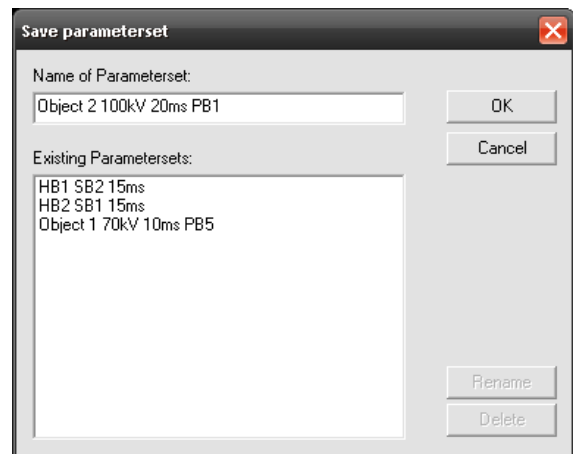 Save parameterset
Name of Parameterset:
Object 2 100kV 20ms PB1
OK
Cancel
Existing Parametersets:
HB1 SB2 15ms
HB2 SB1 15ms
Object 1 70kV 10ms PB5
Rename
Delete